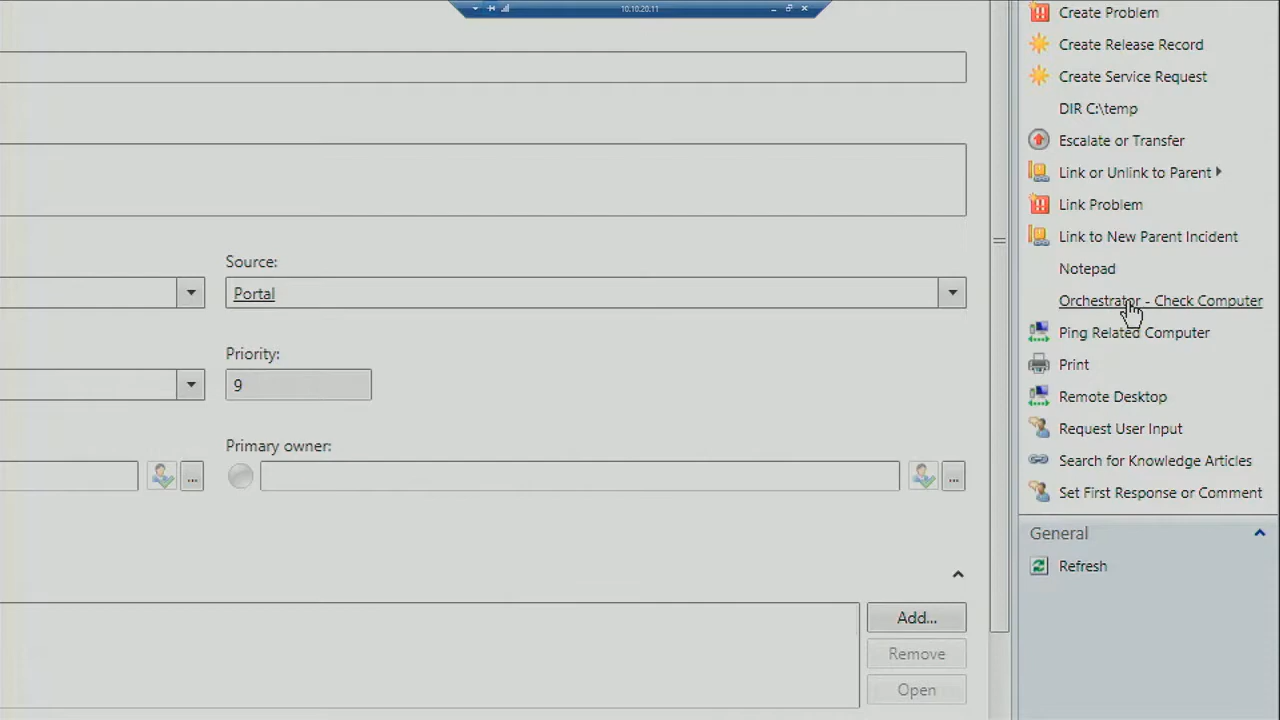 10.10.20.11
Create Problem
Create Release Record
Create Service Request
DIR C:\temp
Escalate or Transfer
Link or Unlink to Parent
Link Problem
Link to New Parent Incident
Notepad
Orchestrator - Check Computer
Ping Related Computer
Print
Remote Desktop
Request User Input
Search for Knowledge Articles
Set First Response or Comment
General
Refresh
Source:
Portal
Priority:
9
Primary owner:
...
...
Add...
Remove
Open